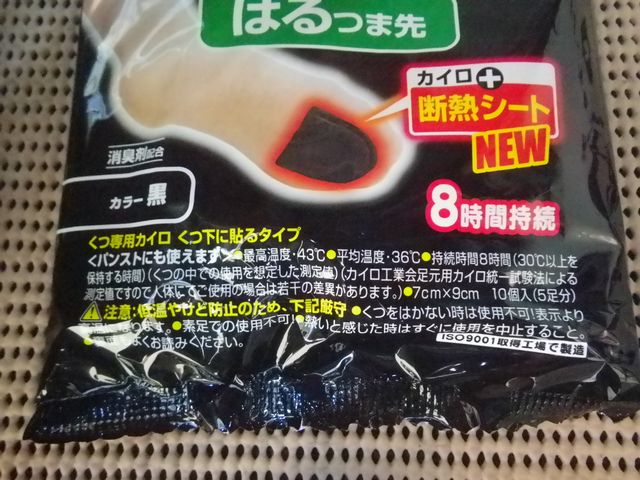 はるつま先
カイロ+
断熱シート
NEW
消臭剤配合
カラー 黒
8時間持続
くつ専用カイロ くつ下に貼るタイプ
<パンストにも使えます> ●最高温度・43℃●平均温度・36℃●持続時間8時間(30℃以上を
保持する時間)(くつの中での使用を想定した測定値)(カイロ工業会足元用カイロ統一試験法による
測定値ですので人体にてご使用の場合は若干の差異があります。)●7cm×9cm 10個入(5足分)
注意:低温やけど防止のため、下記厳守 ●くつをはかない時は使用不可!表示より
ります。●素足での使用不可!●熱いと感じた時はすぐに使用を中止すること。
よくお読みください。
ISO9001取得工場で製造